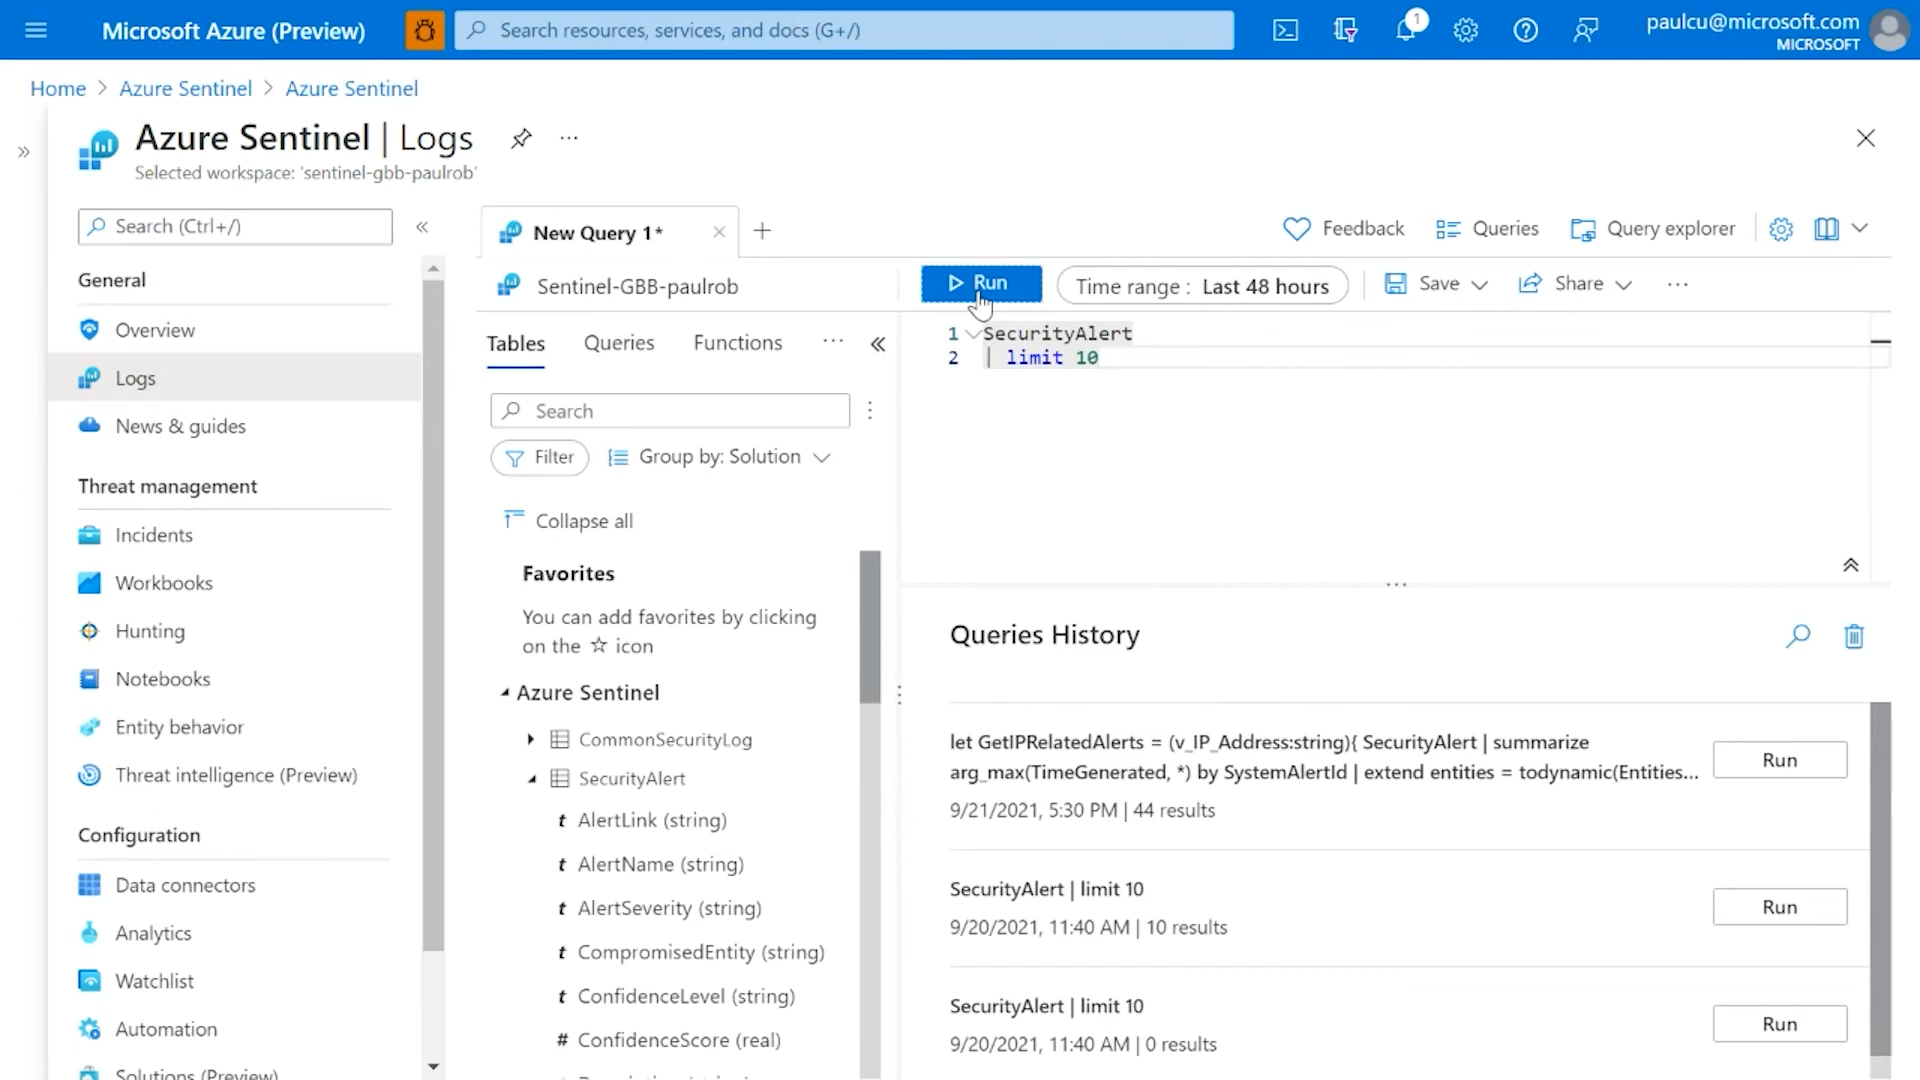 Microsoft Azure (Preview)
Search resources, services, and docs (G+/)
1
paulcu@microsoft.com
MICROSOFT
Home > Azure Sentinel > Azure Sentinel
Azure Sentinel | Logs
Selected workspace: 'sentinel-gbb-paulrob'
Search (Ctrl+/)
General
Overview
Logs
News & guides
Threat management
Incidents
Workbooks
Hunting
Notebooks
Entity behavior
Threat intelligence (Preview)
Configuration
Data connectors
Analytics
Watchlist
Automation
Solutions (Preview)
New Query 1*
Feedback
Queries
Query explorer
Sentinel-GBB-paulrob
Run
Time range : Last 48 hours
Save
Share
Tables
Queries
Functions
Search
Filter
Group by: Solution
Collapse all
Favorites
You can add favorites by clicking
on the ☆ icon
Azure Sentinel
CommonSecurityLog
SecurityAlert
t AlertLink (string)
t AlertName (string)
t AlertSeverity (string)
t CompromisedEntity (string)
t ConfidenceLevel (string)
# ConfidenceScore (real)
1 SecurityAlert
2 | limit 10
Queries History
let GetIPRelatedAlerts = (v_IP_Address:string){ SecurityAlert | summarize
arg_max(TimeGenerated, *) by SystemAlertId | extend entities = todynamic(Entities...
9/21/2021, 5:30 PM | 44 results
Run
SecurityAlert | limit 10
9/20/2021, 11:40 AM | 10 results
Run
SecurityAlert | limit 10
9/20/2021, 11:40 AM | 0 results
Run